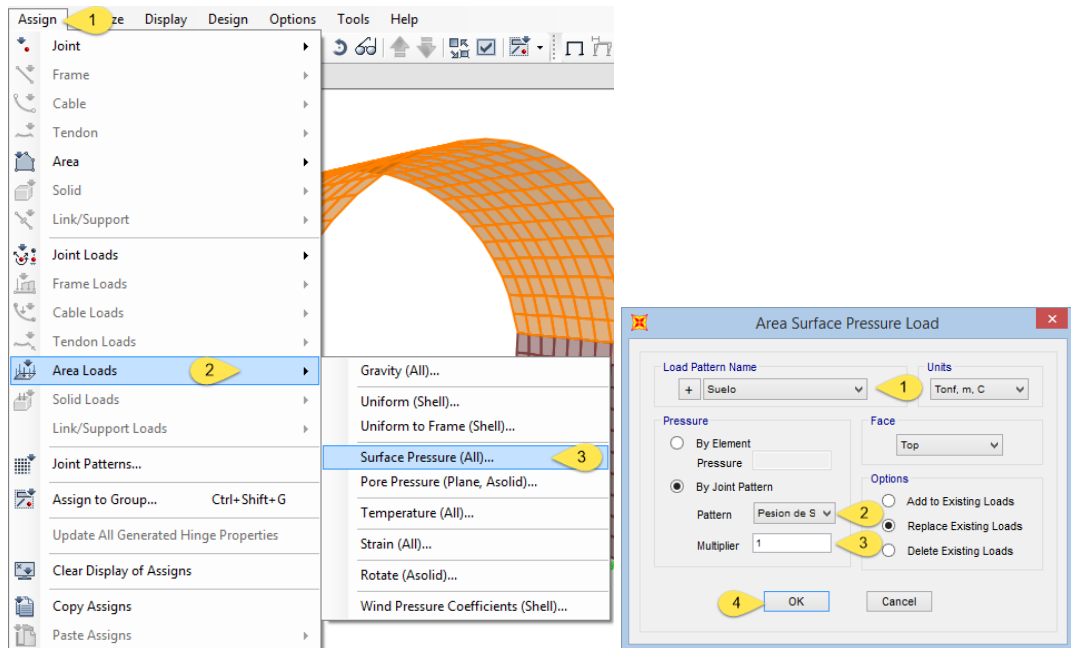 Assign
1
ze
Display
Design
Options
Tools
Help
Joint
Frame
Cable
Tendon
Area
Solid
Link/Support
Joint Loads
Frame Loads
Cable Loads
Tendon Loads
Area Loads
2
Solid Loads
Link/Support Loads
Joint Patterns...
Assign to Group... Ctrl+Shift+G
Update All Generated Hinge Properties
Clear Display of Assigns
Copy Assigns
Paste Assigns
Gravity (All)...
Uniform (Shell)...
Uniform to Frame (Shell)...
Surface Pressure (All)...
3
Pore Pressure (Plane, Asolid)...
Temperature (All)...
Strain (All)...
Rotate (Asolid)...
Wind Pressure Coefficients (Shell)...
Area Surface Pressure Load
Load Pattern Name
+ Suelo
1
Units
Tonf, m, C
Pressure
By Element
Pressure
By Joint Pattern
Pattern Pesion de S
2
Multiplier 1
3
Face
Top
Options
Add to Existing Loads
Replace Existing Loads
Delete Existing Loads
4
OK
Cancel